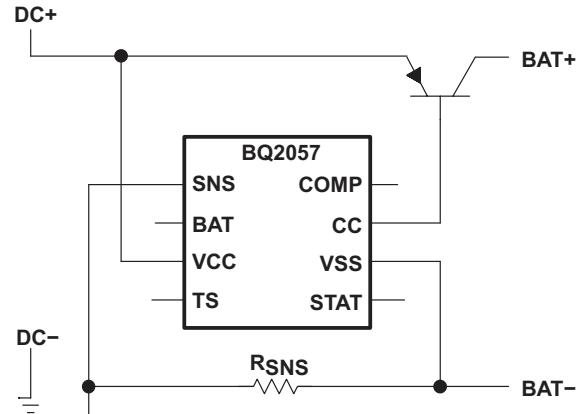 DC+
BAT+
BQ2057
SNS COMP
BAT CC
VCC VSS
TS STAT
DC−
RSNS
BAT−